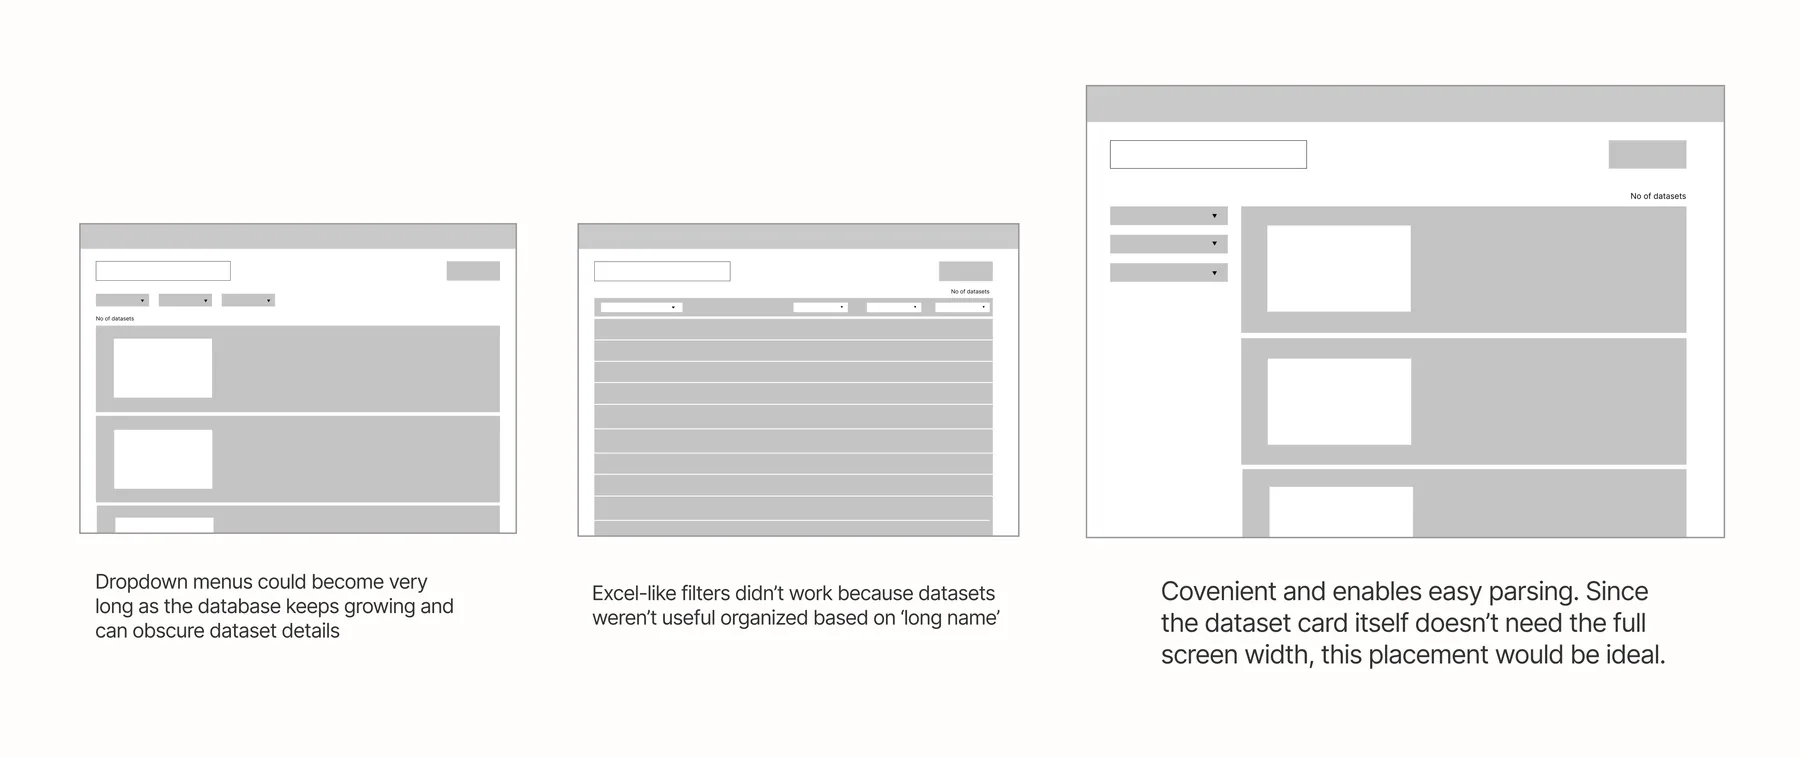 No of datasets
Dropdown menus could become very
long as the database keeps growing and
can obscure dataset details
No of datasets
Excel-like filters didn’t work because datasets
weren’t useful organized based on ‘long name’
No of datasets
Covenient and enables easy parsing. Since
the dataset card itself doesn’t need the full
screen width, this placement would be ideal.